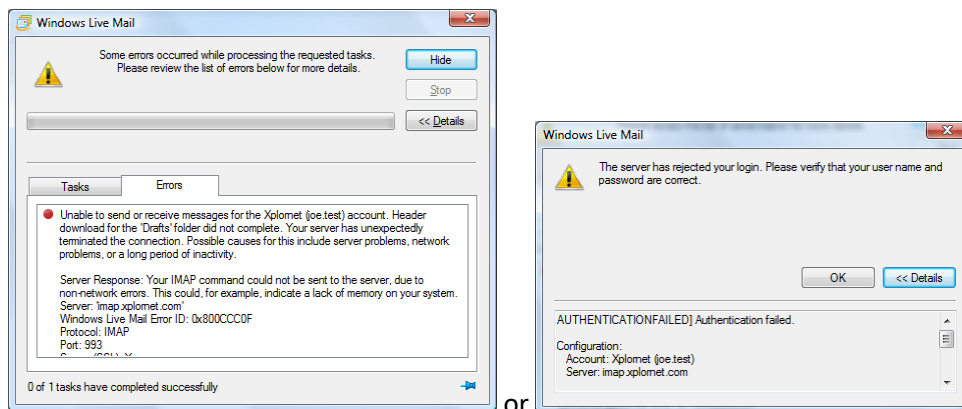 Windows Live Mail
Some errors occurred while processing the requested tasks.
Please review the list of errors below for more details.
Hide
Stop
<< Details
Tasks
Errors
Unable to send or receive messages for the Xplornet (joe.test) account. Header
download for the 'Drafts' folder did not complete. Your server has unexpectedly
terminated the connection. Possible causes for this include server problems, network
problems, or a long period of inactivity.
Server Response: Your IMAP command could not be sent to the server, due to
non-network errors. This could, for example, indicate a lack of memory on your system.
Server: 'imap.xplornet.com'
Windows Live Mail Error ID: 0x800CCC0F
Protocol: IMAP
Port: 993
0 of 1 tasks have completed successfully
or
Windows Live Mail
The server has rejected your login. Please verify that your user name and
password are correct.
OK
<< Details
AUTHENTICATIONFAILED] Authentication failed.
Configuration:
Account: Xplornet (joe.test)
Server: imap.xplornet.com